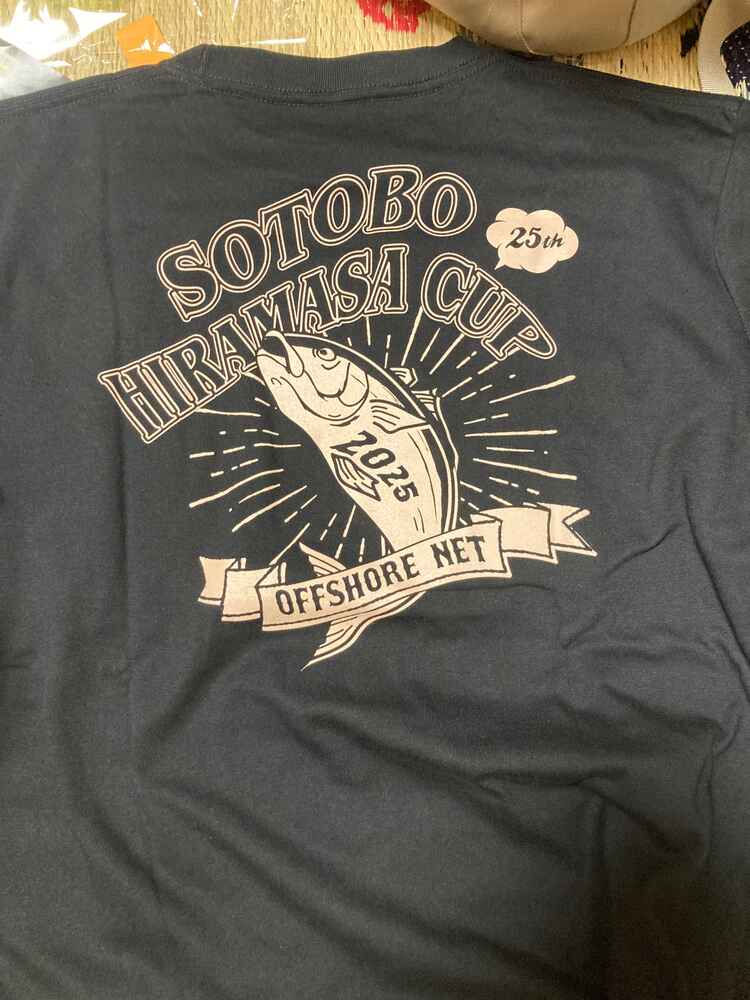 SOTOBO
25th
HIRAMASA CUP
2025
OFFSHORE NET